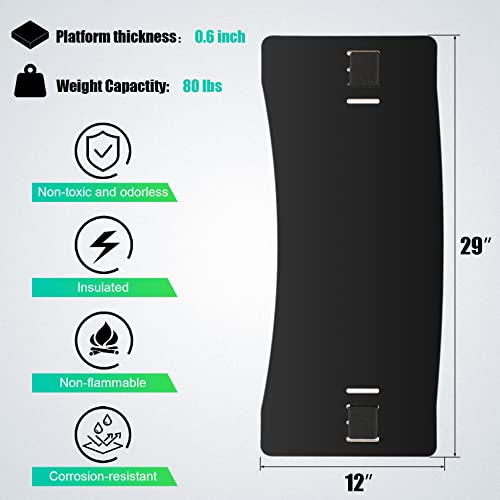 Platform thickness: 0.6 inch
Weight Capactity: 80 lbs
Non-toxic and odorless
Insulated
Non-flammable
Corrosion-resistant
29″
12″